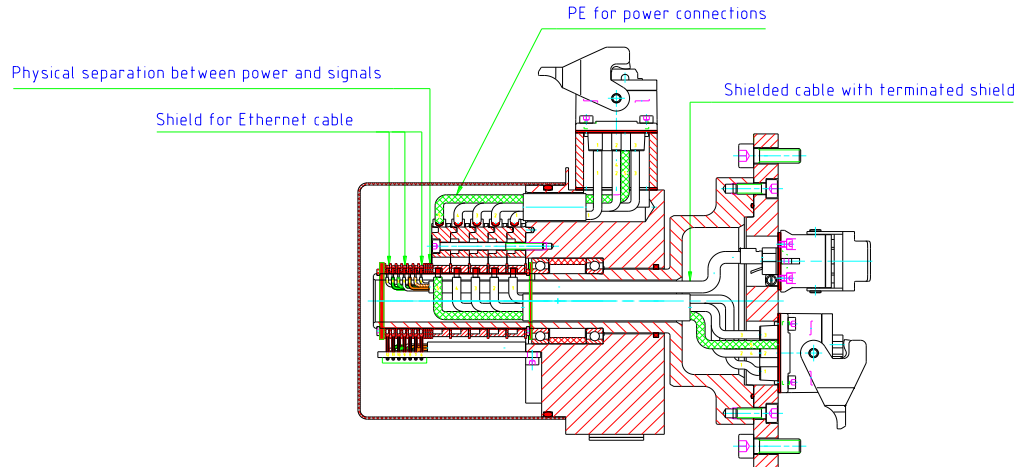 PE for power connections
Physical separation between power and signals
Shielded cable with terminated shield
Shield for Ethernet cable